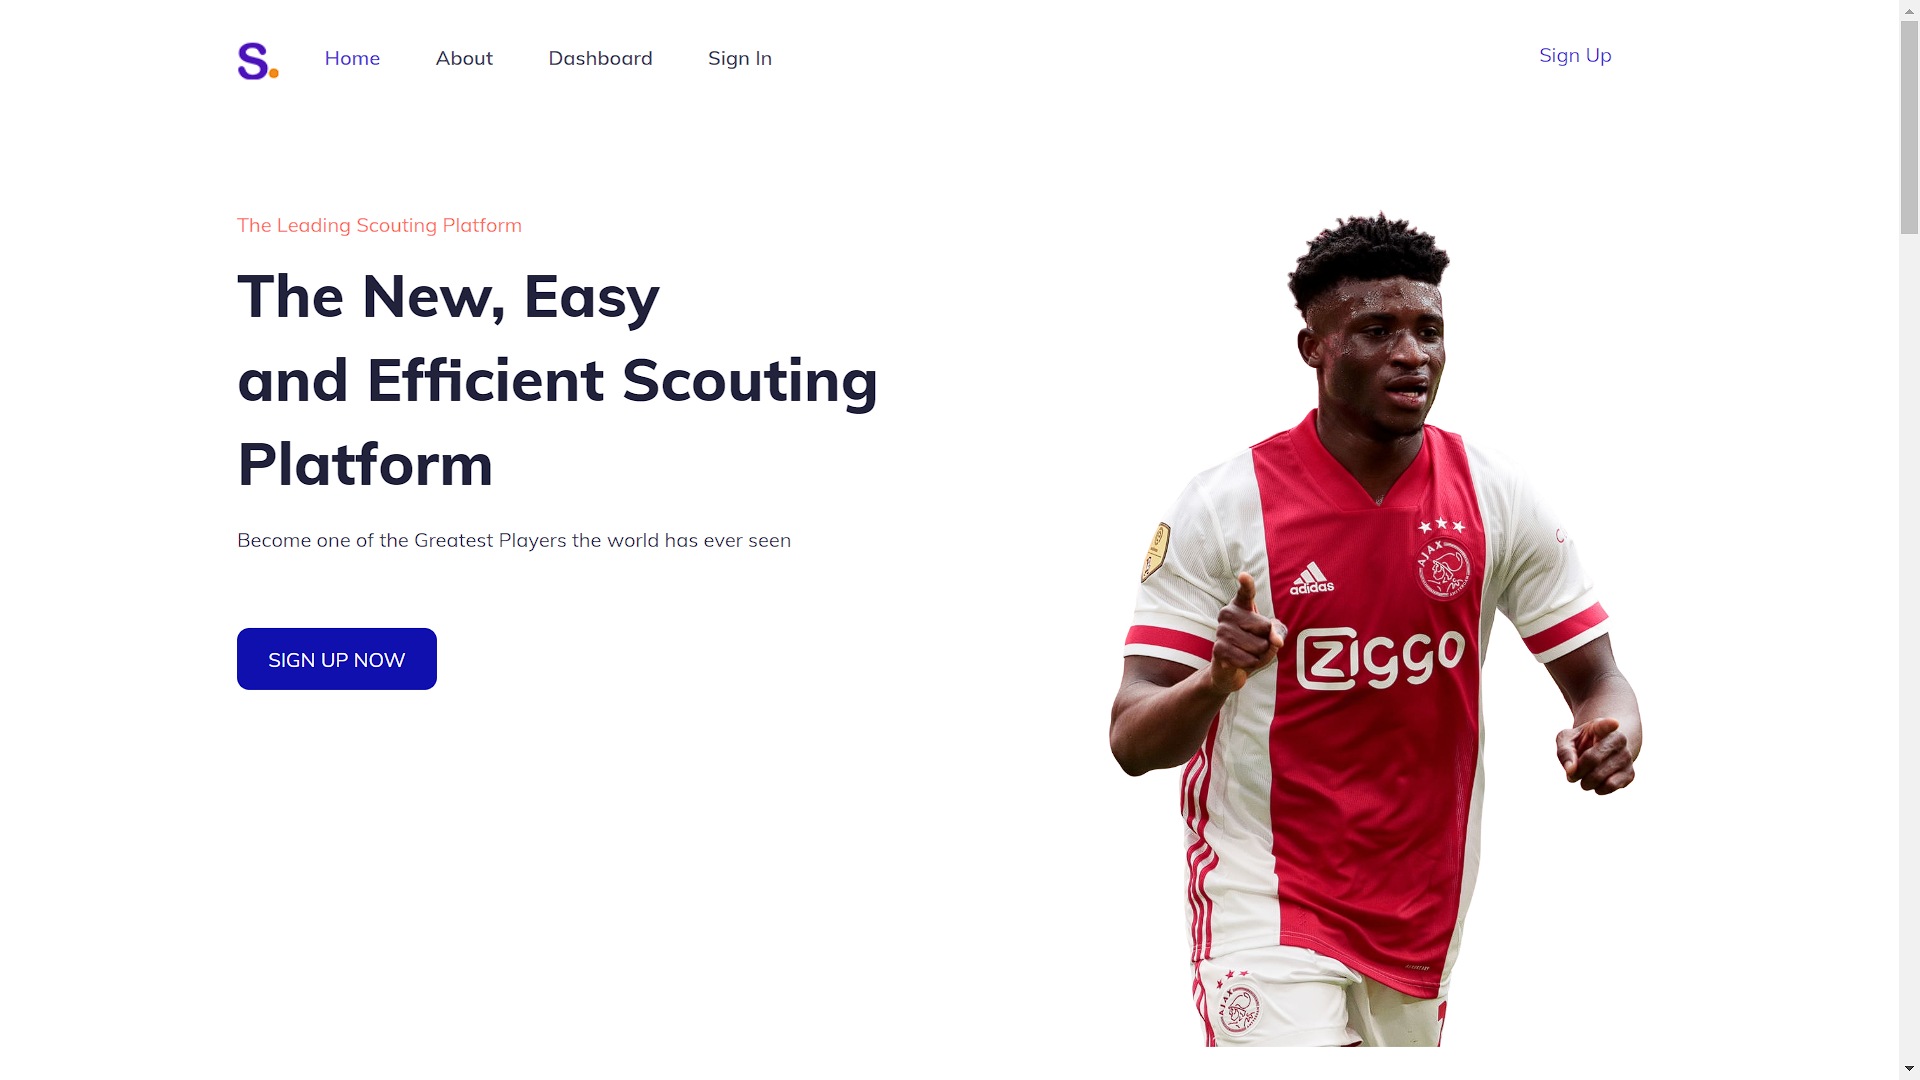 S.
Home
About
Dashboard
Sign In
Sign Up
The Leading Scouting Platform
The New, Easy
and Efficient Scouting
Platform
Become one of the Greatest Players the world has ever seen
SIGN UP NOW
AJAX
adidas
Ziggo
AJAX